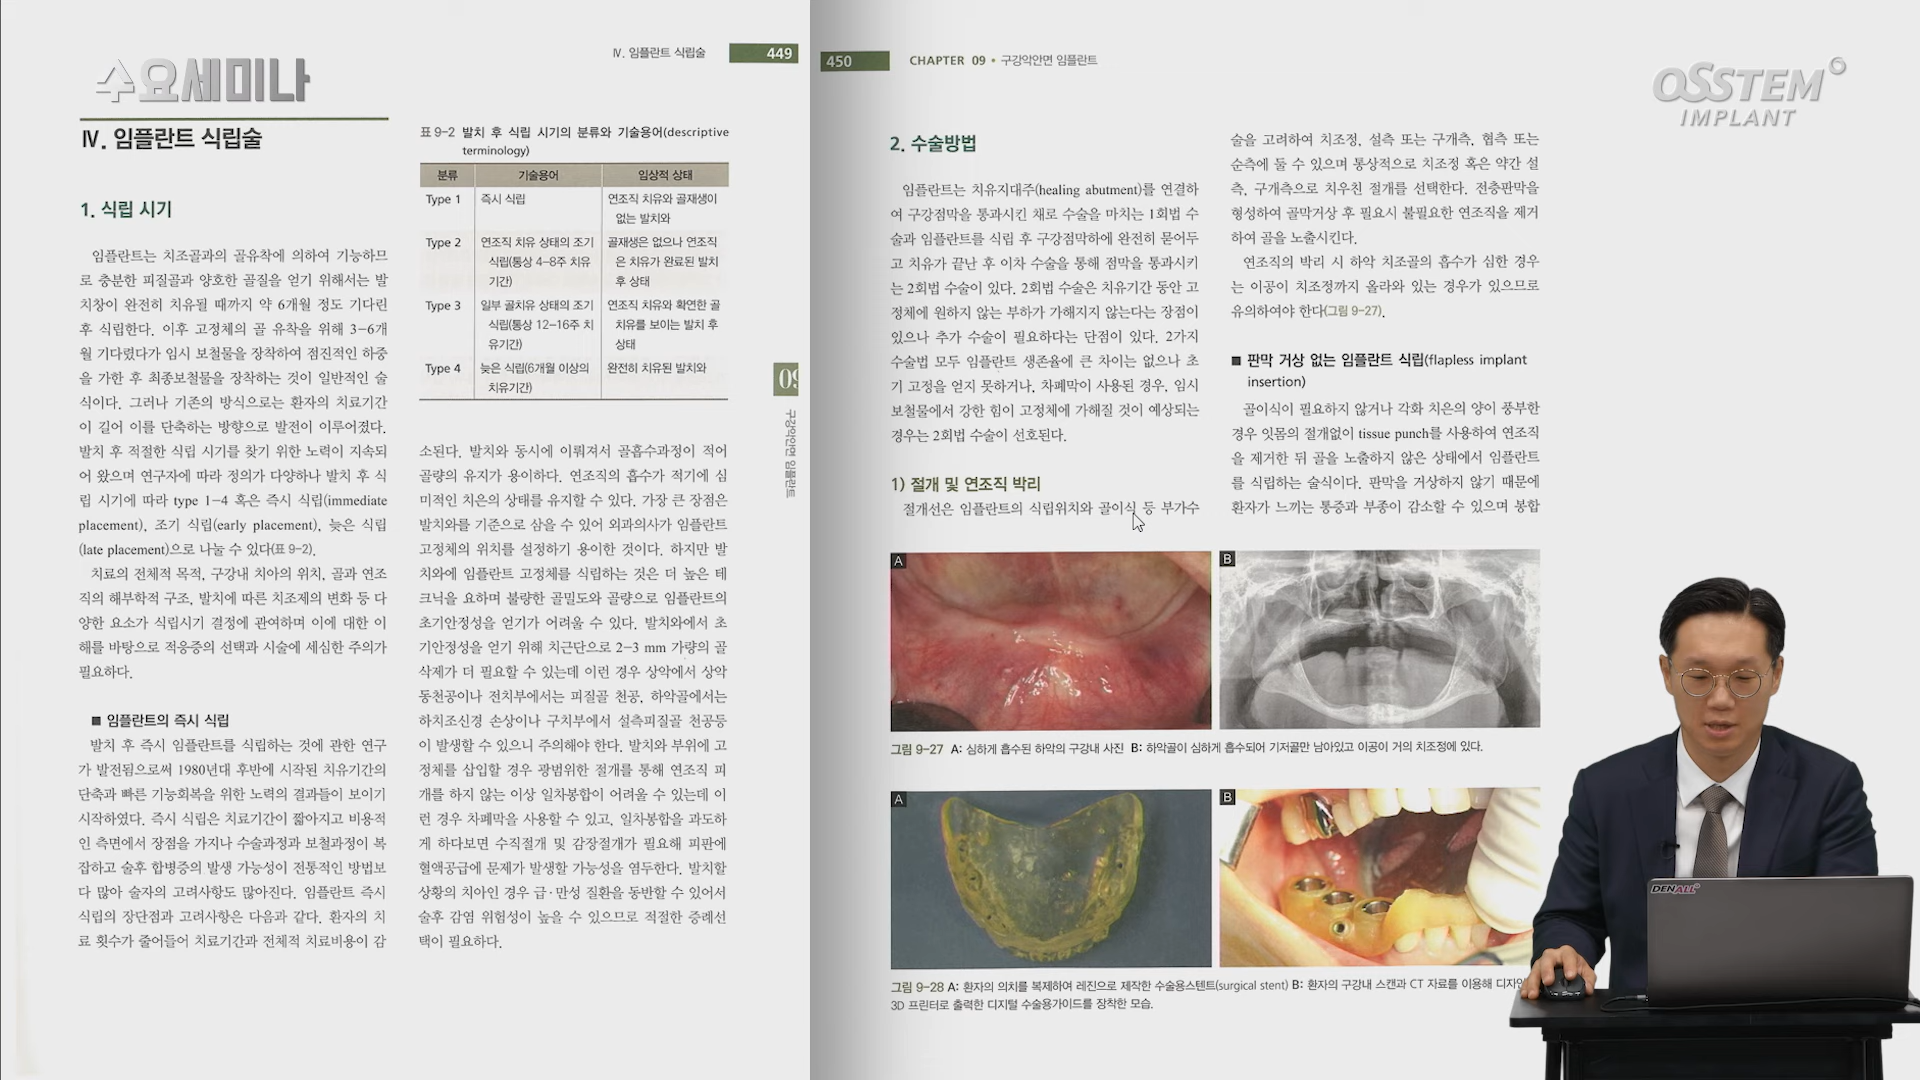 수요세미나
Ⅳ. 임플란트 식립술
449
Ⅳ. 임플란트 식립술
1. 식립 시기
임플란트는 치조골과의 골유착에 의하여 기능하므
로 충분한 피질골과 양호한 골질을 얻기 위해서는 발
치창이 완전히 치유될 때까지 약 6개월 정도 기다린
후 식립한다. 이후 고정체의 골 유착을 위해 3-6개
월 기다렸다가 임시 보철물을 장착하여 점진적인 하중
을 가한 후 최종보철물을 장착하는 것이 일반적인 술
식이다. 그러나 기존의 방식으로는 환자의 치료기간
이 길어 이를 단축하는 방향으로 발전이 이루어졌다.
발치 후 적절한 식립 시기를 찾기 위한 노력이 지속되
어 왔으며 연구자에 따라 정의가 다양하나 발치 후 식
립 시기에 따라 type 1-4 혹은 즉시 식립(immediate
placement), 조기 식립(early placement), 늦은 식립
(late placement)으로 나눌 수 있다(표 9-2).
치료의 전체적 목적, 구강내 치아의 위치, 골과 연조
직의 해부학적 구조, 발치에 따른 치조제의 변화 등 다
양한 요소가 식립시기 결정에 관여하며 이에 대한 이
해를 바탕으로 적응증의 선택과 시술에 세심한 주의가
필요하다.
■ 임플란트의 즉시 식립
발치 후 즉시 임플란트를 식립하는 것에 관한 연구
가 발전됨으로써 1980년대 후반에 시작된 치유기간의
단축과 빠른 기능회복을 위한 노력의 결과들이 보이기
시작하였다. 즉시 식립은 치료기간이 짧아지고 비용적
인 측면에서 장점을 가지나 수술과정과 보철과정이 복
잡하고 술후 합병증의 발생 가능성이 전통적인 방법보
다 많아 술자의 고려사항도 많아진다. 임플란트 즉시
식립의 장단점과 고려사항은 다음과 같다. 환자의 치
료 횟수가 줄어들어 치료기간과 전체적 치료비용이 감
표 9-2 발치 후 식립 시기의 분류와 기술용어(descriptive
terminology)
분류 기술용어 임상적 상태
Type 1 즉시 식립 연조직 치유와 골재생이
없는 발치와
Type 2 연조직 치유 상태의 조기 골재생은 없으나 연조직
식립(통상 4-8주 치유 은 치유가 완료된 발치
기간) 후 상태
Type 3 일부 골치유 상태의 조기 연조직 치유와 확연한 골
식립(통상 12-16주 치 치유를 보이는 발치 후
유기간) 상태
Type 4 늦은 식립(6개월 이상의 완전히 치유된 발치와
치유기간)
소된다. 발치와 동시에 이뤄져서 골흡수과정이 적어
골량의 유지가 용이하다. 연조직의 흡수가 적기에 심
미적인 치은의 상태를 유지할 수 있다. 가장 큰 장점은
발치와를 기준으로 삼을 수 있어 외과의사가 임플란트
고정체의 위치를 설정하기 용이한 것이다. 하지만 발
치와에 임플란트 고정체를 식립하는 것은 더 높은 테
크닉을 요하며 불량한 골밀도와 골량으로 임플란트의
초기안정성을 얻기가 어려울 수 있다. 발치와에서 초
기안정성을 얻기 위해 치근단으로 2-3 mm 가량의 골
삭제가 더 필요할 수 있는데 이런 경우 상악에서 상악
동천공이나 전치부에서는 피질골 천공, 하악골에서는
하치조신경 손상이나 구치부에서 설측피질골 천공등
이 발생할 수 있으니 주의해야 한다. 발치와 부위에 고
정체를 삽입할 경우 광범위한 절개를 통해 연조직 피
개를 하지 않는 이상 일차봉합이 어려울 수 있는데 이
런 경우 차폐막을 사용할 수 있고, 일차봉합을 과도하
게 하다보면 수직절개 및 감장절개가 필요해 피판에
혈액공급에 문제가 발생할 가능성을 염두한다. 발치할
상황의 치아인 경우 급·만성 질환을 동반할 수 있어서
술후 감염 위험성이 높을 수 있으므로 적절한 증례선
택이 필요하다.
구강악안면 임플란트
450
CHAPTER 09 • 구강악안면 임플란트
2. 수술방법
임플란트는 치유지대주(healing abutment)를 연결하
여 구강점막을 통과시킨 채로 수술을 마치는 1회법 수
술과 임플란트를 식립 후 구강점막하에 완전히 묻어두
고 치유가 끝난 후 이차 수술을 통해 점막을 통과시키
는 2회법 수술이 있다. 2회법 수술은 치유기간 동안 고
정체에 원하지 않는 부하가 가해지지 않는다는 장점이
있으나 추가 수술이 필요하다는 단점이 있다. 2가지
수술법 모두 임플란트 생존율에 큰 차이는 없으나 초
기 고정을 얻지 못하거나, 차폐막이 사용된 경우, 임시
보철물에서 강한 힘이 고정체에 가해질 것이 예상되는
경우는 2회법 수술이 선호된다.
1) 절개 및 연조직 박리
절개선은 임플란트의 식립위치와 골이식 등 부가수
술을 고려하여 치조정, 설측 또는 구개측, 협측 또는
순측에 둘 수 있으며 통상적으로 치조정 혹은 약간 설
측, 구개측으로 치우친 절개를 선택한다. 전층판막을
형성하여 골막거상 후 필요시 불필요한 연조직을 제거
하여 골을 노출시킨다.
연조직의 박리 시 하악 치조골의 흡수가 심한 경우
는 이공이 치조정까지 올라와 있는 경우가 있으므로
유의하여야 한다(그림 9-27).
■ 판막 거상 없는 임플란트 식립(flapless implant
insertion)
골이식이 필요하지 않거나 각화 치은의 양이 풍부한
경우 잇몸의 절개없이 tissue punch를 사용하여 연조직
을 제거한 뒤 골을 노출하지 않은 상태에서 임플란트
를 식립하는 술식이다. 판막을 거상하지 않기 때문에
환자가 느끼는 통증과 부종이 감소할 수 있으며 봉합
A
B
그림 9-27 A: 심하게 흡수된 하악의 구강내 사진 B: 하악골이 심하게 흡수되어 기저골만 남아있고 이공이 거의 치조정에 있다.
A
B
그림 9-28 A: 환자의 의치를 복제하여 레진으로 제작한 수술용스텐트(surgical stent) B: 환자의 구강내 스캔과 CT 자료를 이용해 디자인
3D 프린터로 출력한 디지털 수술용가이드를 장착한 모습.
OSSTEM
IMPLANT
DENALL